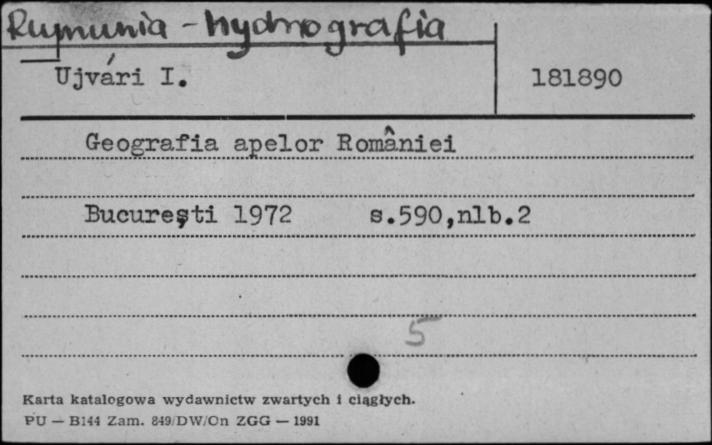 Rumunia - hydrografia
Ujvári I. 181890
Geografia apelor României
București 1972 s.590,nlb.2
5
Karta katalogowa wydawnictw zwartych i ciągłych.
PU — B144 Zam. 849/DW/On ZGG — 1991